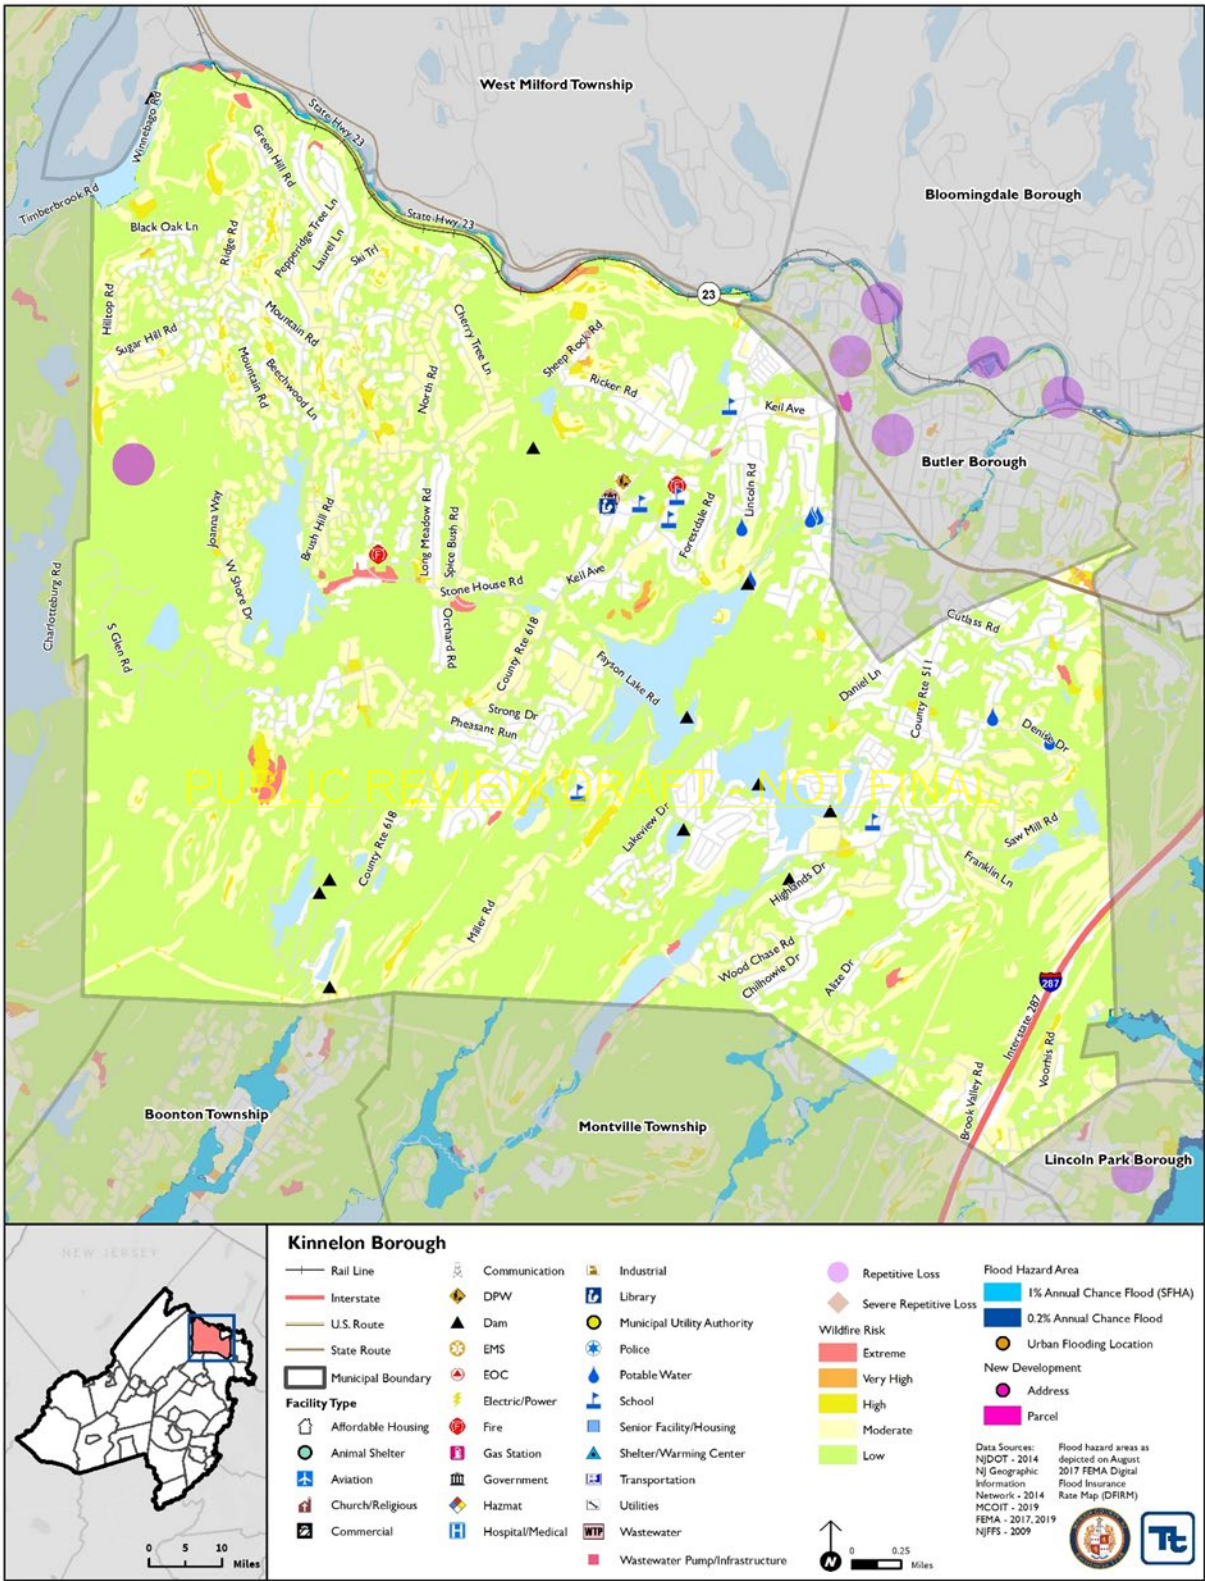 West Milford Township
Bloomingdale Borough
State Hwy 23
Winnebago Rd
Green Hill Rd
Timberbrook Rd
State Hwy 23
Black Oak Ln
Ridge Rd
Pepperidge Tree Ln
Laurel Ln
Ski Trl
23
Hilltop Rd
Sugar Hill Rd
Mountain Rd
Cherry Tree Ln
Sheep Rock Rd
Mountain Rd
Beechwood Ln
North Rd
Ricker Rd
Keil Ave
Butler Borough
Joanna Way
Brush Hill Rd
Long Meadow Rd
Spice Bush Rd
Forestdale Rd
Lincoln Rd
Charlotteburg Rd
W Shore Dr
Stone House Rd
Keil Ave
S Glen Rd
Orchard Rd
County Rte 618
Cutlass Rd
Fayson Lake Rd
Daniel Ln
County Rte 511
Strong Dr
Pheasant Run
Denise Dr
PUBLIC REVIEW DRAFT - NOT FINAL
County Rte 618
Lakeview Dr
Saw Mill Rd
Franklin Ln
Highlands Dr
Miller Rd
Wood Chase Rd
Chilhowie Dr
Alize Dr
287
Interstate 287
Voorhis Rd
Brook Valley Rd
Boonton Township
Montville Township
Lincoln Park Borough
NEW JERSEY
0 5 10
Miles
Kinnelon Borough
Rail Line
Interstate
U.S. Route
State Route
Municipal Boundary
Facility Type
Affordable Housing
Animal Shelter
Aviation
Church/Religious
Commercial
Communication
DPW
Dam
EMS
EOC
Electric/Power
Fire
Gas Station
Government
Hazmat
Hospital/Medical
Industrial
Library
Municipal Utility Authority
Police
Potable Water
School
Senior Facility/Housing
Shelter/Warming Center
Transportation
Utilities
WTP Wastewater
Wastewater Pump/Infrastructure
Repetitive Loss
Severe Repetitive Loss
Wildfire Risk
Extreme
Very High
High
Moderate
Low
Flood Hazard Area
1% Annual Chance Flood (SFHA)
0.2% Annual Chance Flood
Urban Flooding Location
New Development
Address
Parcel
Data Sources:
NJDOT - 2014
NJ Geographic
Information
Network - 2014
MCOIT - 2019
FEMA - 2017, 2019
NJFFS - 2009
Flood hazard areas as
depicted on August
2017 FEMA Digital
Flood Insurance
Rate Map (DFIRM)
N
0 0.25
Miles
Tt